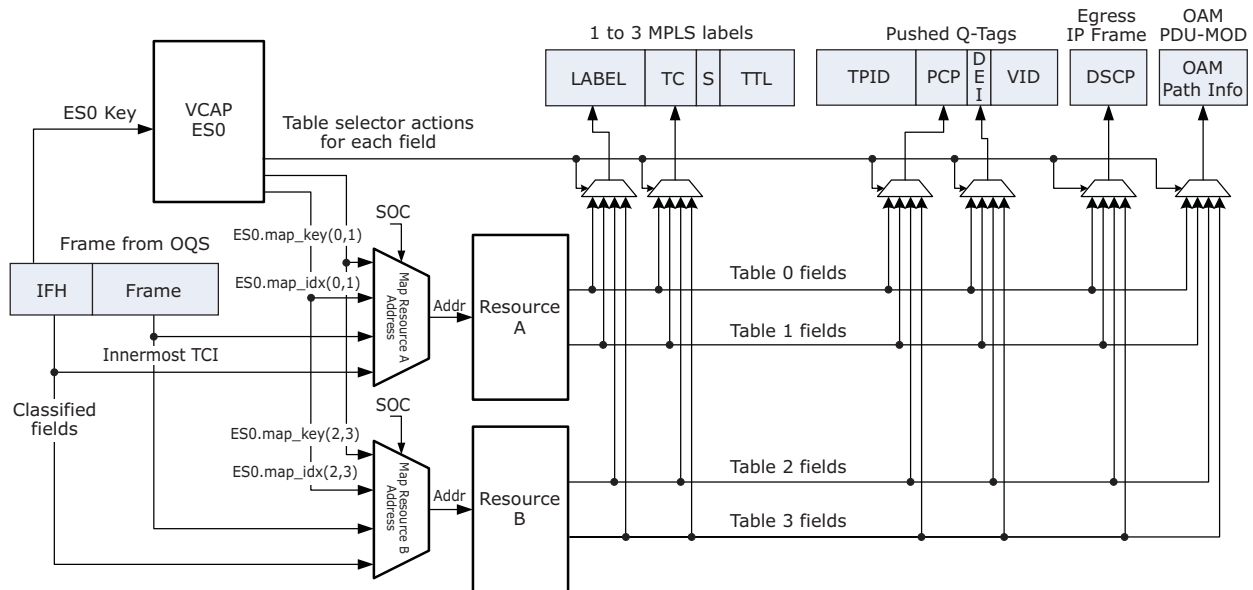 Egress
IP Frame
OAM
PDU-MOD
1 to 3 MPLS labels
Pushed Q-Tags
LABEL
TC
S
TTL
TPID
PCP
D
E
I
VID
DSCP
OAM
Path Info
VCAP
ES0
ES0 Key
Table selector actions
for each field
SOC
ES0.map_key(0,1)
Frame from OQS
IFH
Frame
ES0.map_idx(0,1)
Map Resource A
Address
Addr
Resource
A
Table 0 fields
Table 1 fields
Innermost TCI
Classified
fields
SOC
ES0.map_key(2,3)
ES0.map_idx(2,3)
Map Resource B
Address
Addr
Resource
B
Table 2 fields
Table 3 fields